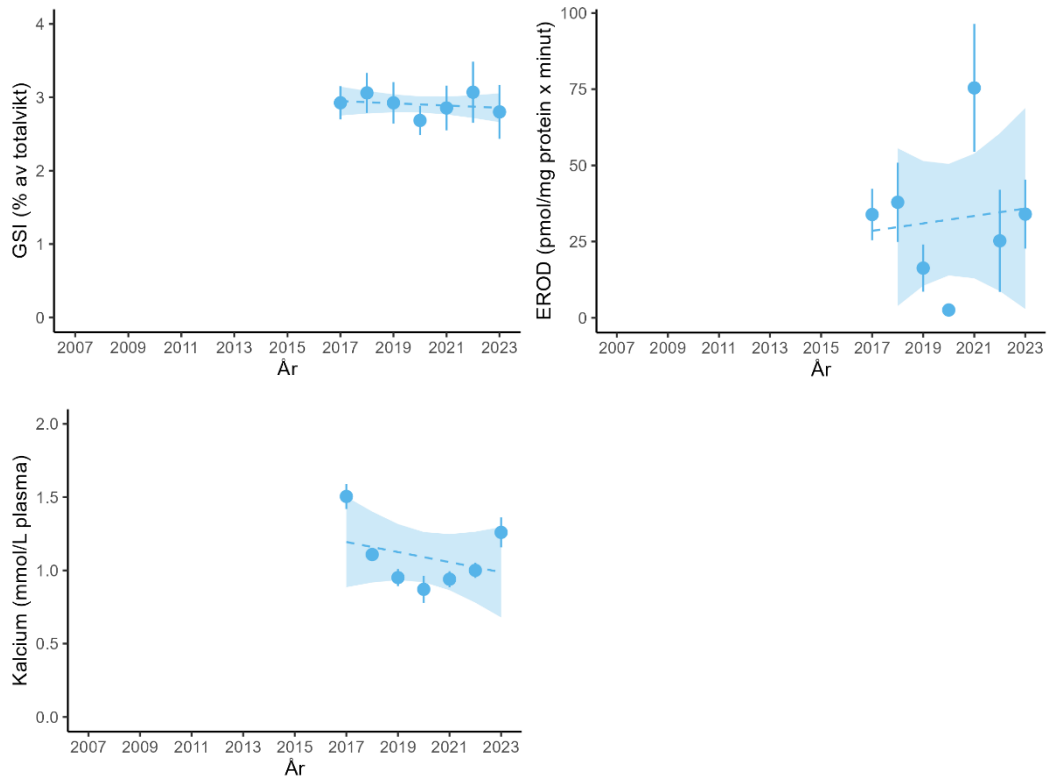 GSI (% av totalvikt)
4
3
2
1
0
2007 2009 2011 2013 2015 2017 2019 2021 2023
År
EROD (pmol/mg protein x minut)
100
75
50
25
0
2007 2009 2011 2013 2015 2017 2019 2021 2023
År
Kalcium (mmol/L plasma)
2.0
1.5
1.0
0.5
0.0
2007 2009 2011 2013 2015 2017 2019 2021 2023
År